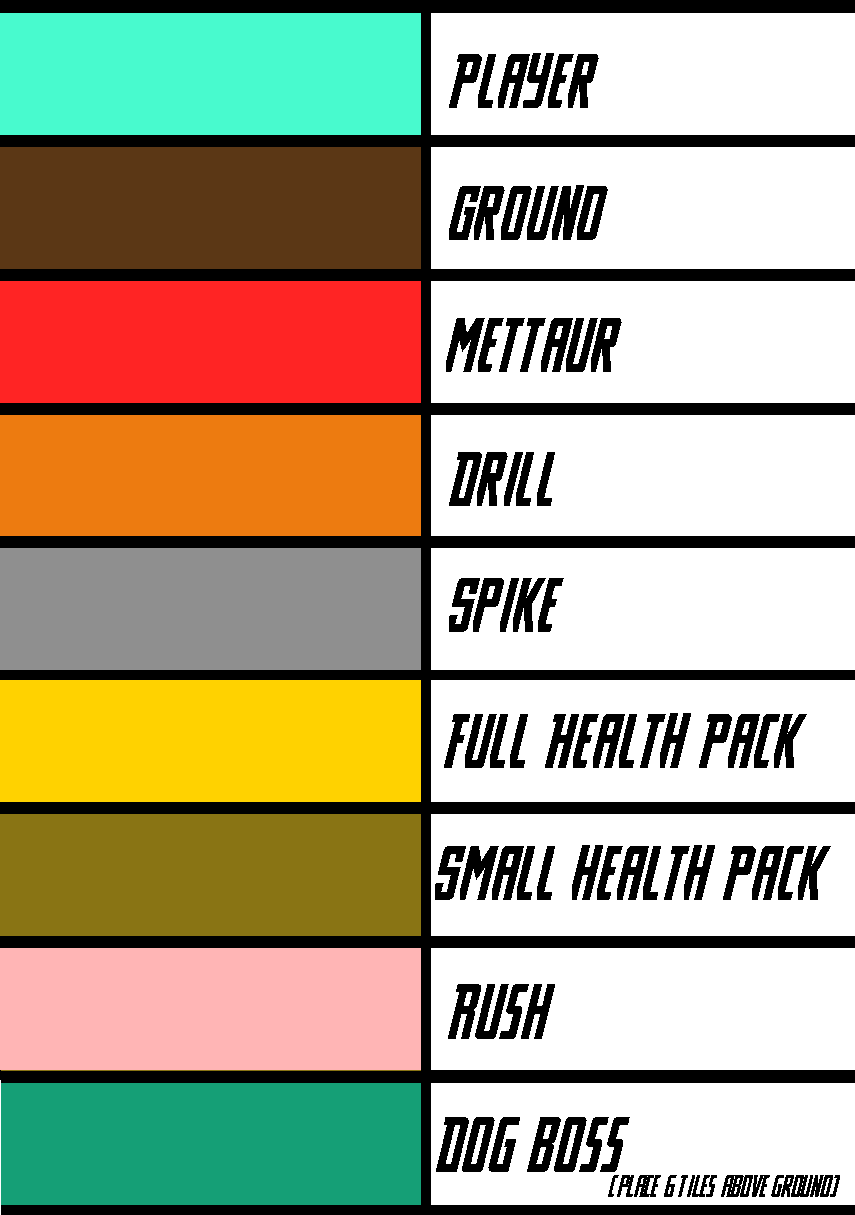 PLAYER
GROUND
METTAUR
DRILL
SPIKE
FULL HEALTH PACK
SMALL HEALTH PACK
RUSH
DOG BOSS
(PLACE 6 TILES ABOVE GROUND)